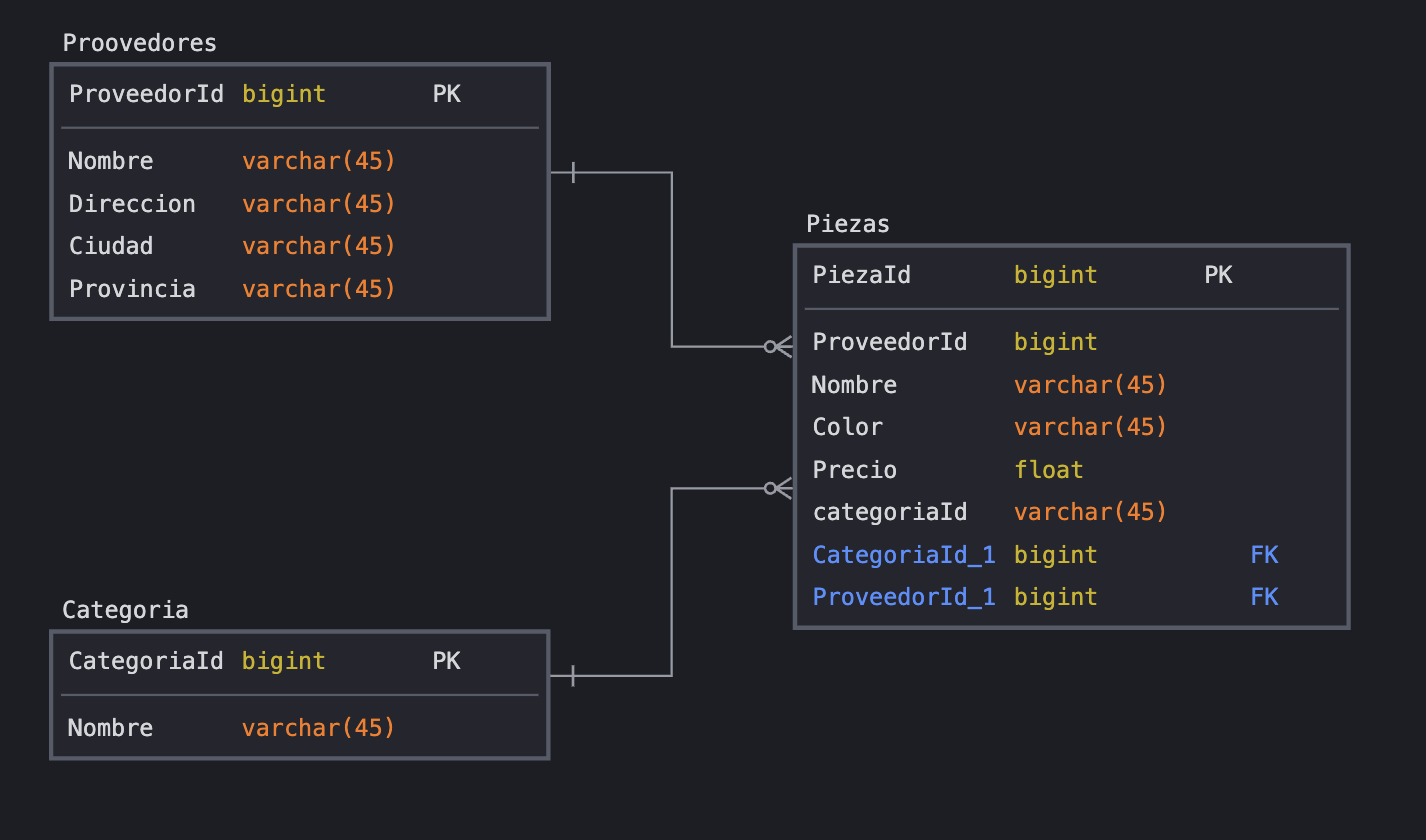 Proovedores
ProveedorId bigint PK
Nombre varchar(45)
Direccion varchar(45)
Ciudad varchar(45)
Provincia varchar(45)
Piezas
PiezaId bigint PK
ProveedorId bigint
Nombre varchar(45)
Color varchar(45)
Precio float
categoriaId varchar(45)
CategoriaId_1 bigint FK
ProveedorId_1 bigint FK
Categoria
CategoriaId bigint PK
Nombre varchar(45)